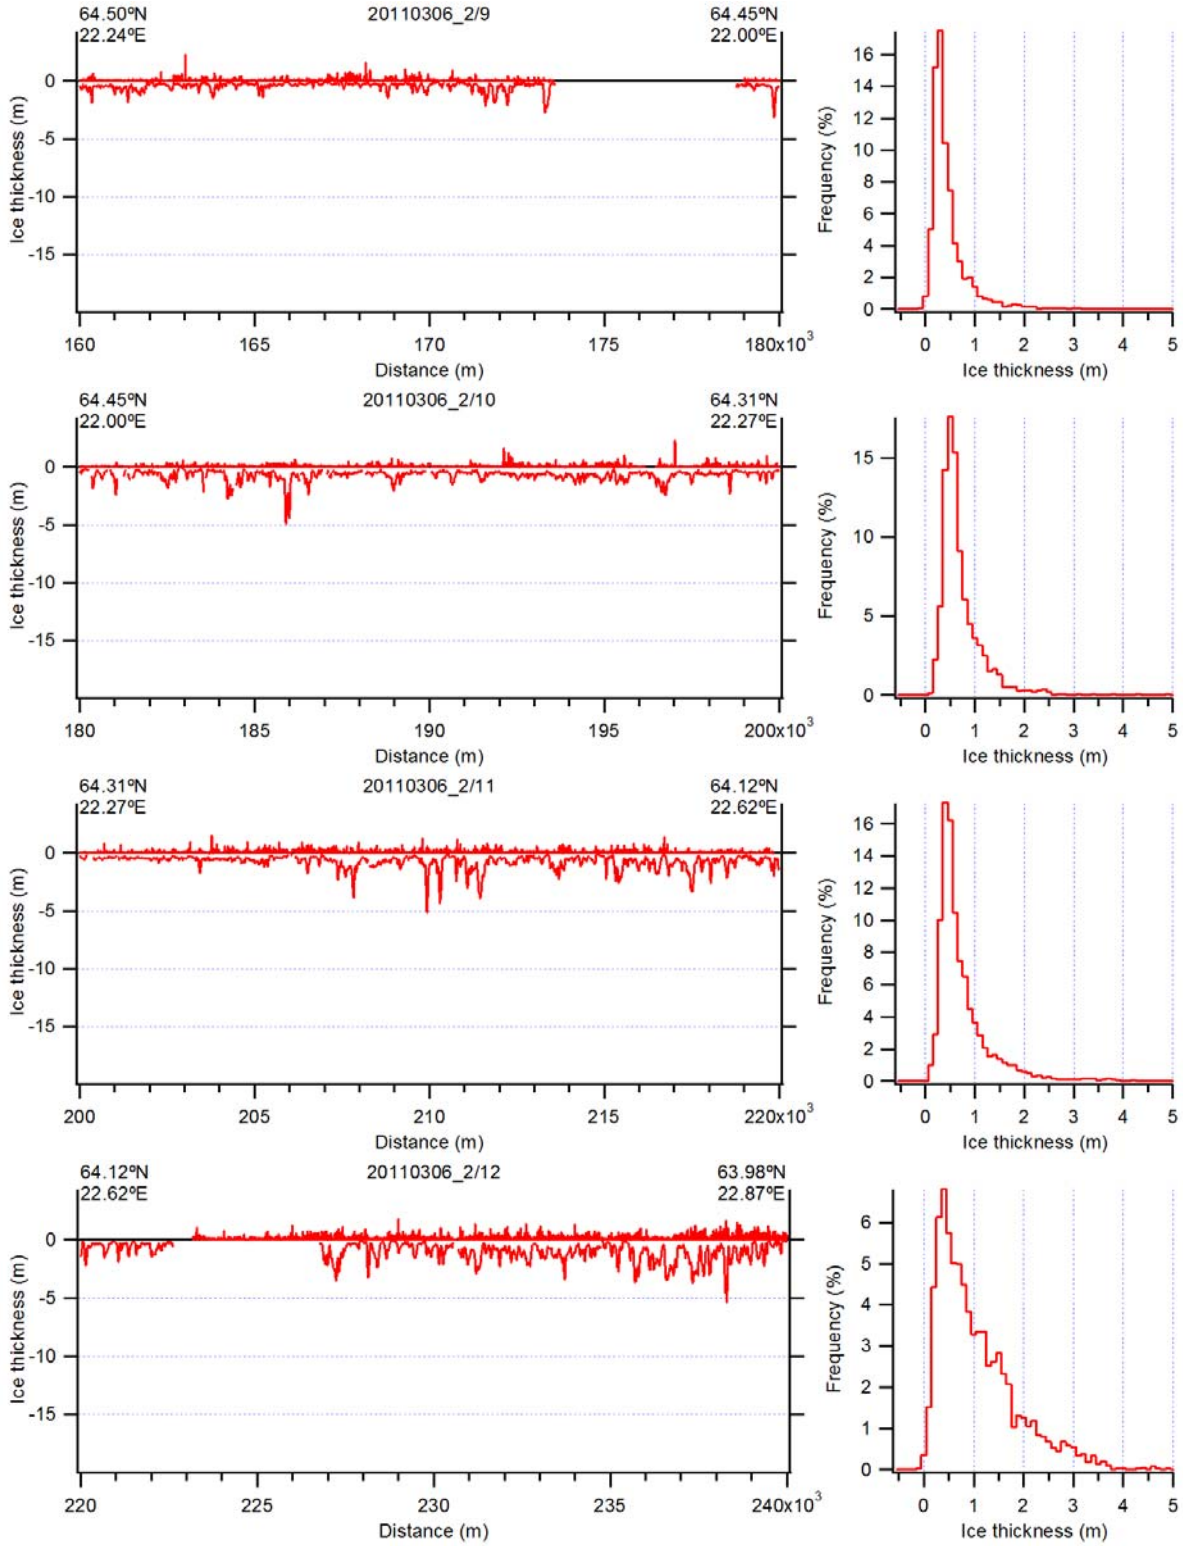 64.50ºN 20110306_2/9 64.45ºN
22.24ºE 22.00ºE
Ice thickness (m)
0
-5
-10
-15
160 165 170 175 180x10³
Distance (m)
Frequency (%)
16
14
12
10
8
6
4
2
0
0 1 2 3 4 5
Ice thickness (m)
64.45ºN 20110306_2/10 64.31ºN
22.00ºE 22.27ºE
Ice thickness (m)
0
-5
-10
-15
180 185 190 195 200x10³
Distance (m)
Frequency (%)
15
10
5
0
0 1 2 3 4 5
Ice thickness (m)
64.31ºN 20110306_2/11 64.12ºN
22.27ºE 22.62ºE
Ice thickness (m)
0
-5
-10
-15
200 205 210 215 220x10³
Distance (m)
Frequency (%)
16
14
12
10
8
6
4
2
0
0 1 2 3 4 5
Ice thickness (m)
64.12ºN 20110306_2/12 63.98ºN
22.62ºE 22.87ºE
Ice thickness (m)
0
-5
-10
-15
220 225 230 235 240x10³
Distance (m)
Frequency (%)
6
5
4
3
2
1
0
0 1 2 3 4 5
Ice thickness (m)